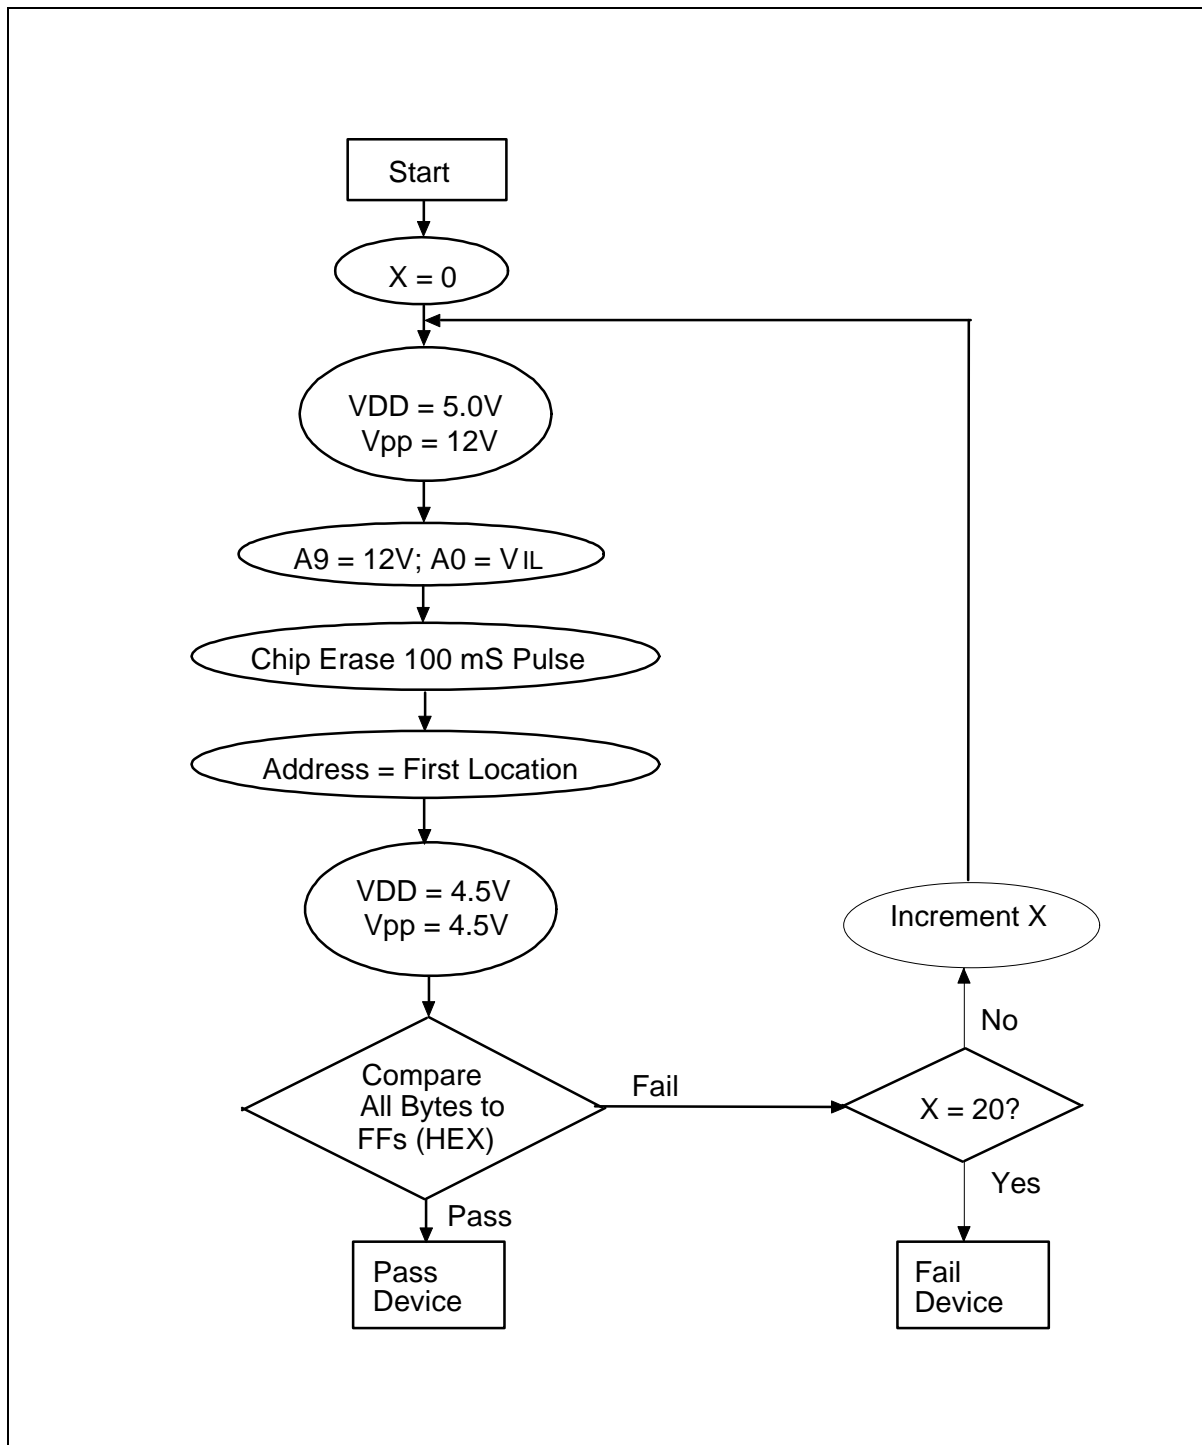 Start
X = 0
VDD = 5.0V
Vpp = 12V
A9 = 12V; A0 = VIL
Chip Erase 100 mS Pulse
Address = First Location
VDD = 4.5V
Vpp = 4.5V
Increment X
No
Compare
All Bytes to
FFs (HEX)
Fail
X = 20?
Yes
Pass
Pass
Device
Fail
Device